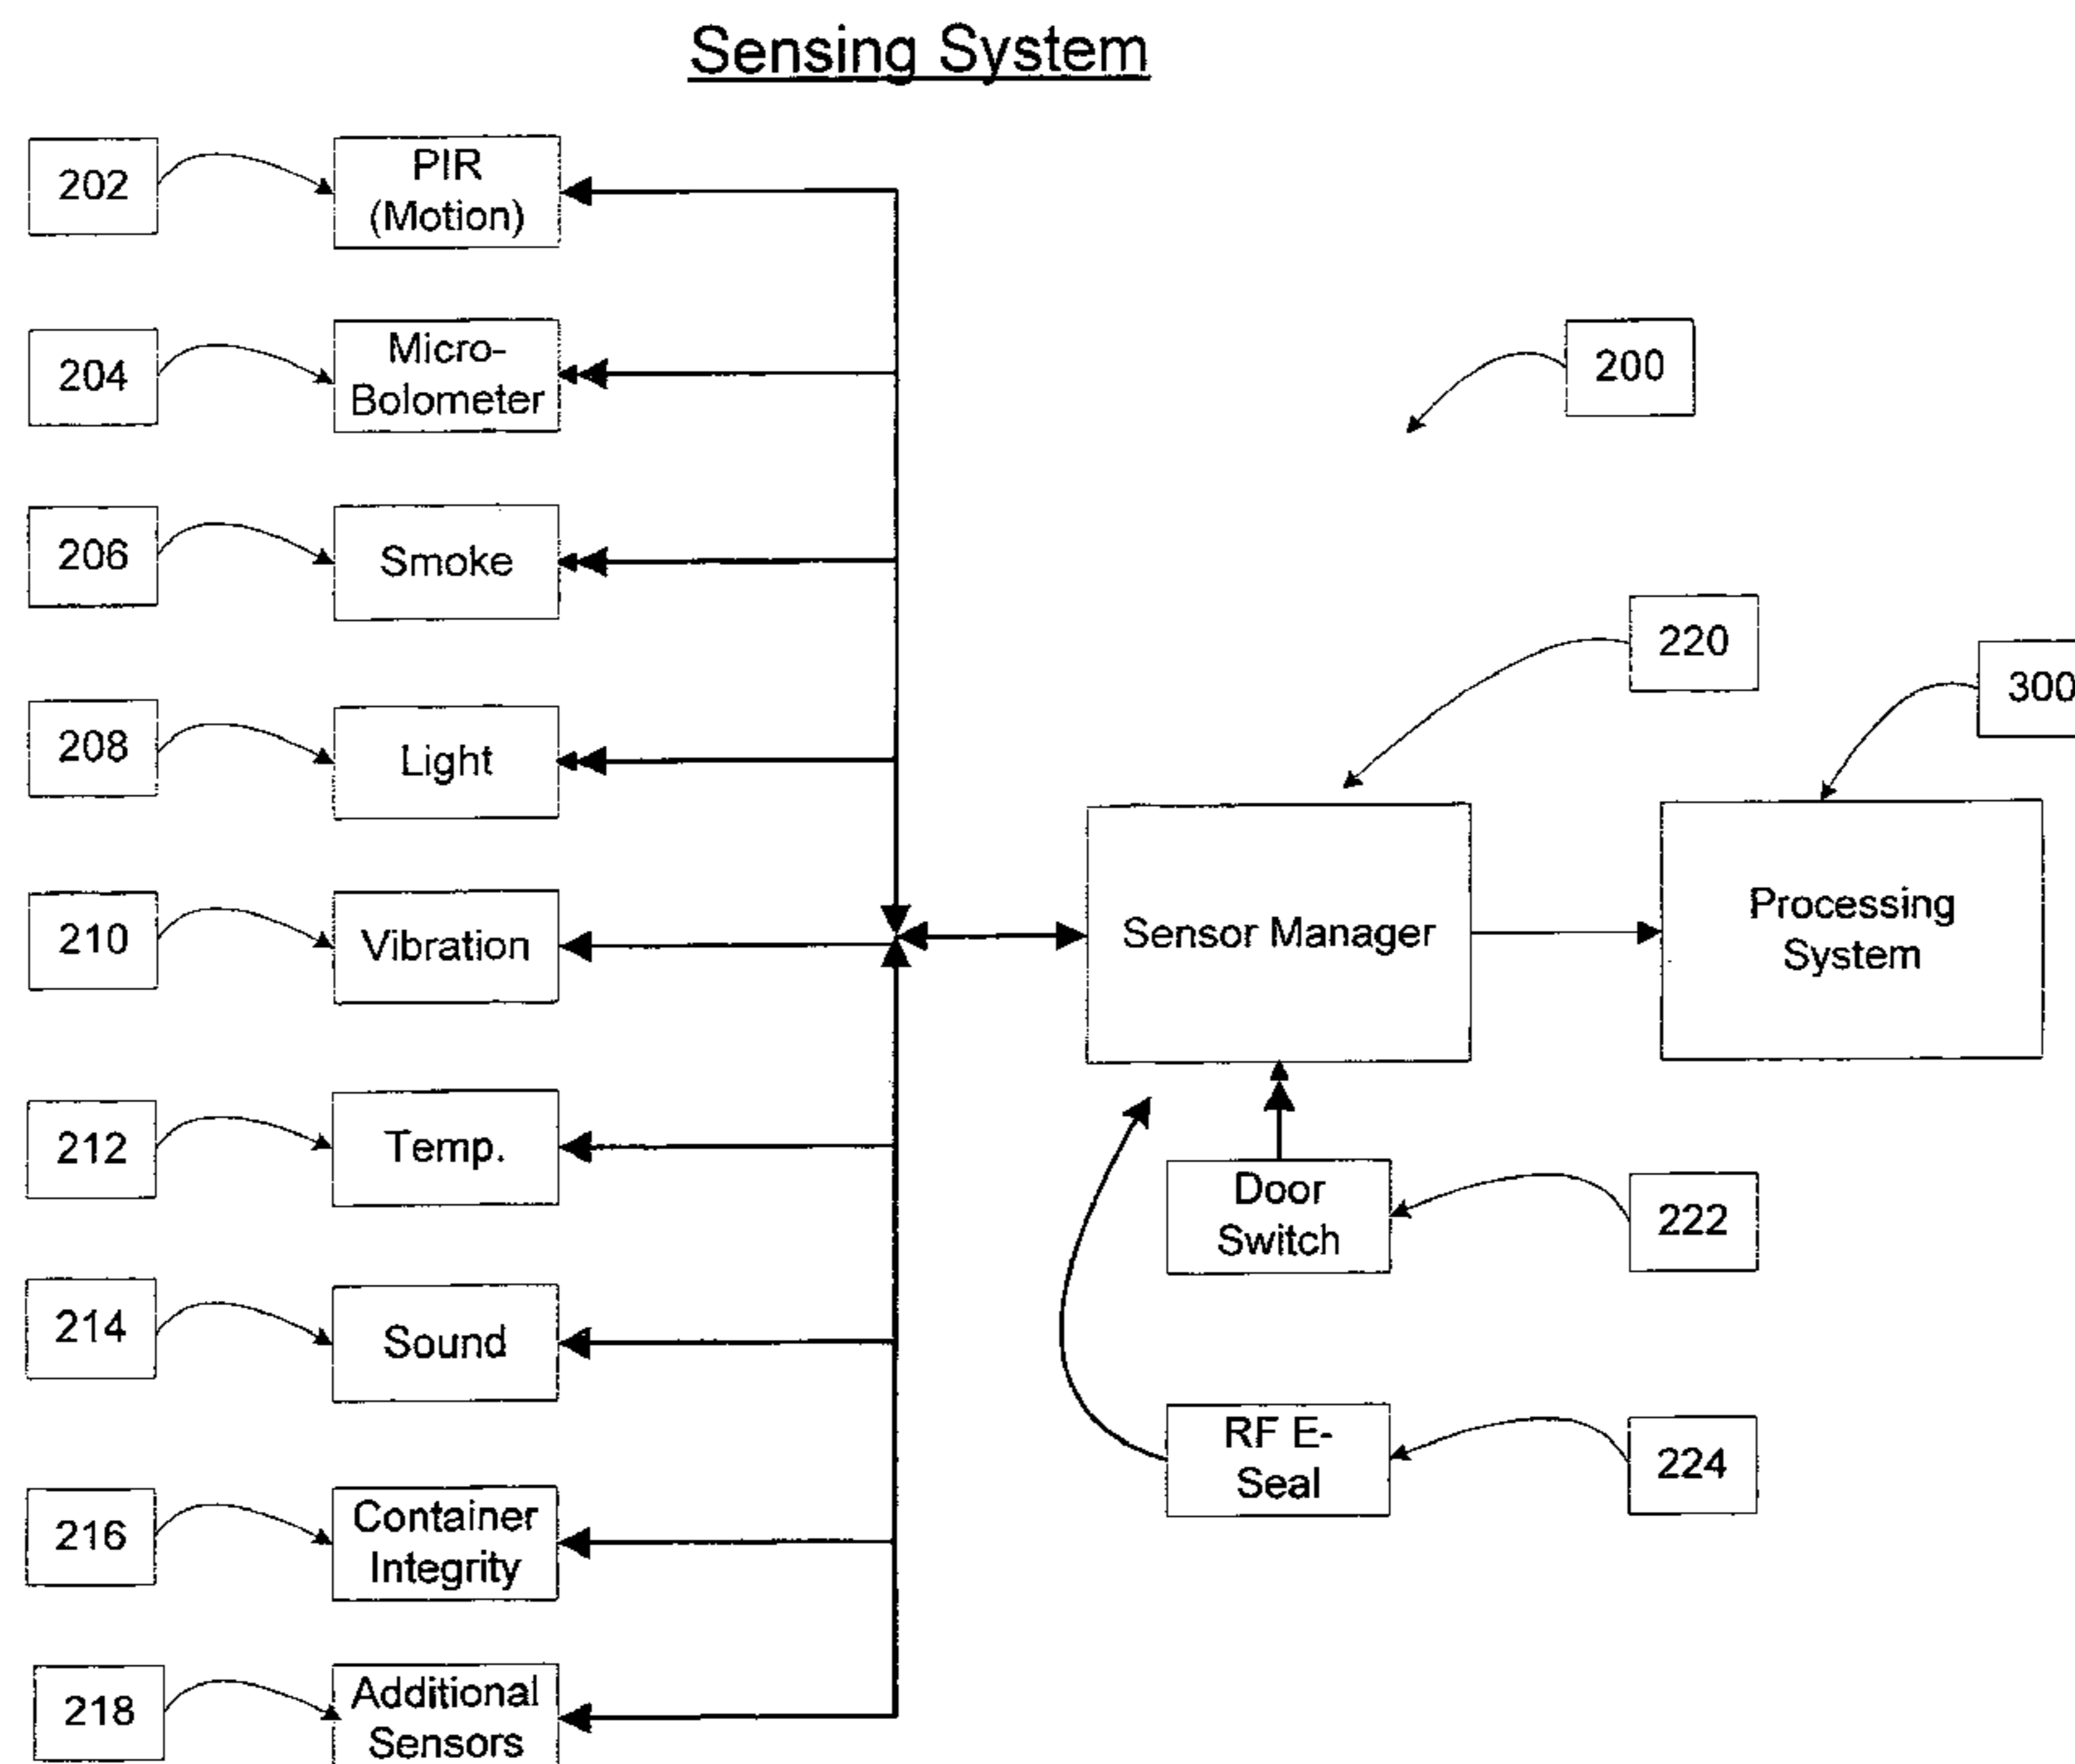 Sensing System
202
PIR
(Motion)
204
Micro-
Bolometer
200
206
Smoke
220
300
208
Light
210
Vibration
Sensor Manager
Processing
System
212
Temp.
Door
Switch
222
214
Sound
RF E-
Seal
224
216
Container
Integrity
218
Additional
Sensors